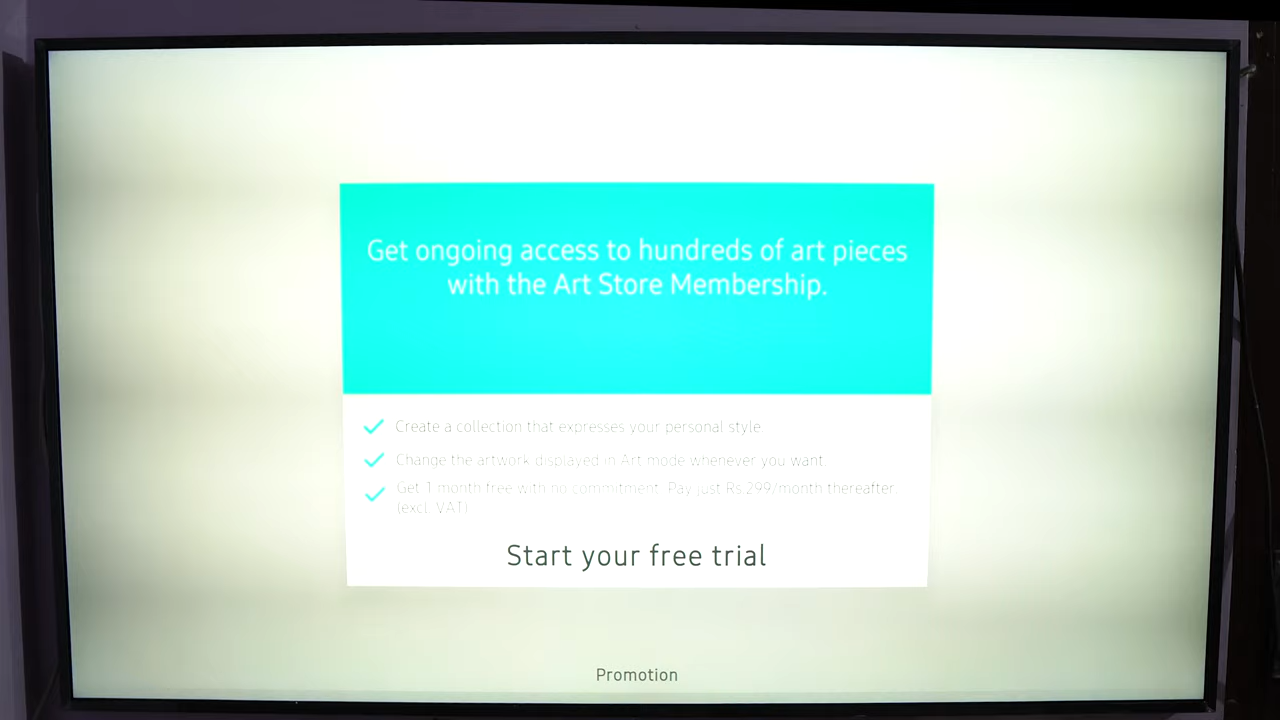 Get ongoing access to hundreds of art pieces
with the Art Store Membership.
Create a collection that expresses your personal style.
Change the artwork displayed in Art mode whenever you want.
Get 1 month free with no commitment. Pay just Rs.299/month thereafter.
(excl. VAT)
Start your free trial
Promotion